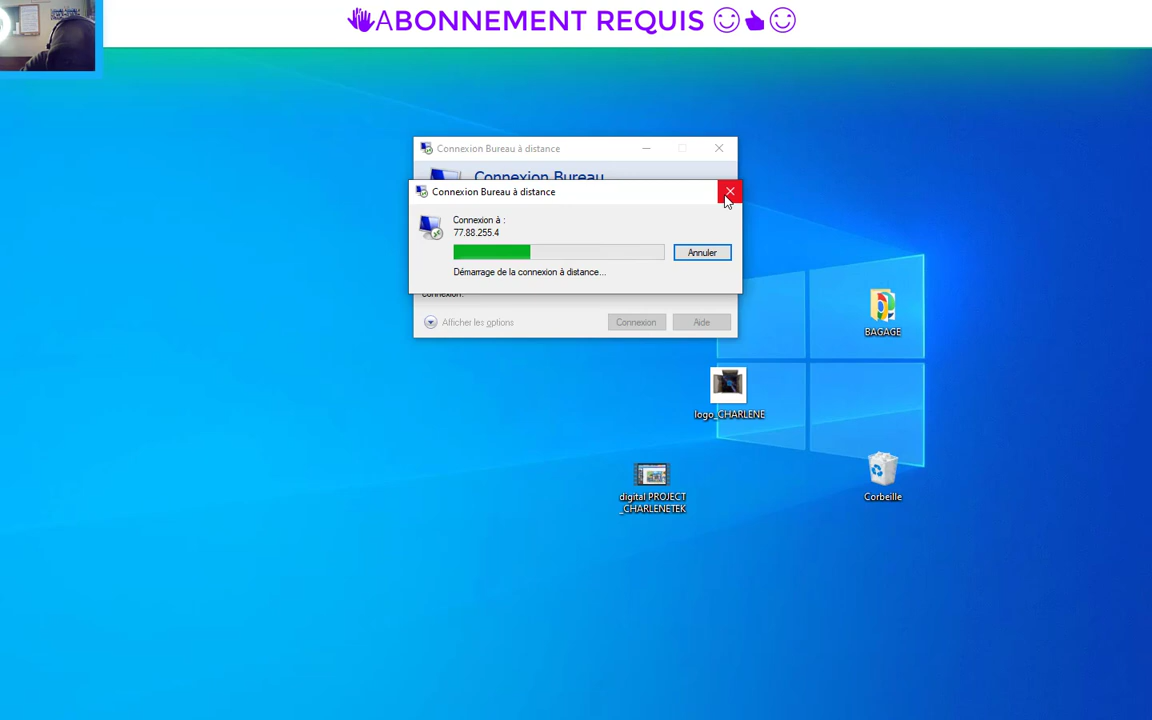 ABONNEMENT REQUIS
Connexion Bureau à distance
Connexion Bureau
Connexion Bureau à distance
Connexion à :
77.88.255.4
Annuler
Démarrage de la connexion à distance...
connexion.
Afficher les options
Connexion
Aide
BAGAGE
logo_CHARLENE
digital PROJECT
_CHARLENETEK
Corbeille